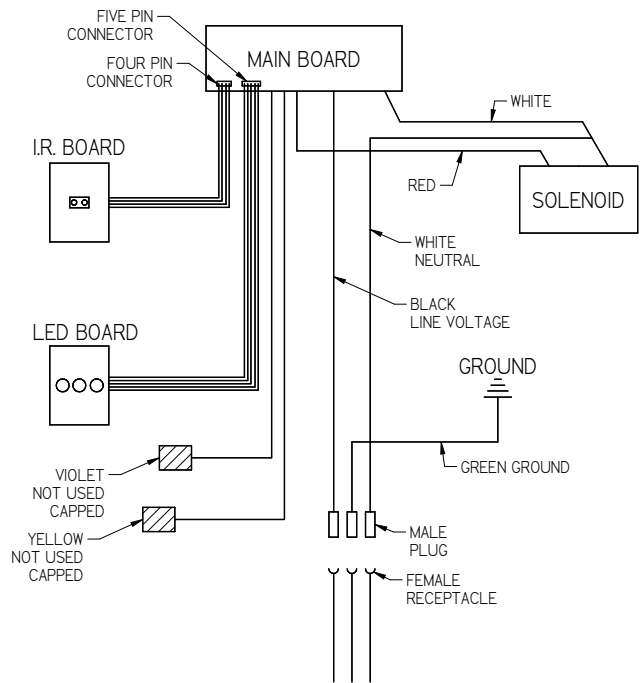 FIVE PIN
CONNECTOR
MAIN BOARD
FOUR PIN
CONNECTOR
WHITE
I.R. BOARD
RED
SOLENOID
WHITE
NEUTRAL
BLACK
LINE VOLTAGE
LED BOARD
GROUND
GREEN GROUND
VIOLET
NOT USED
CAPPED
YELLOW
NOT USED
CAPPED
MALE
PLUG
FEMALE
RECEPTACLE